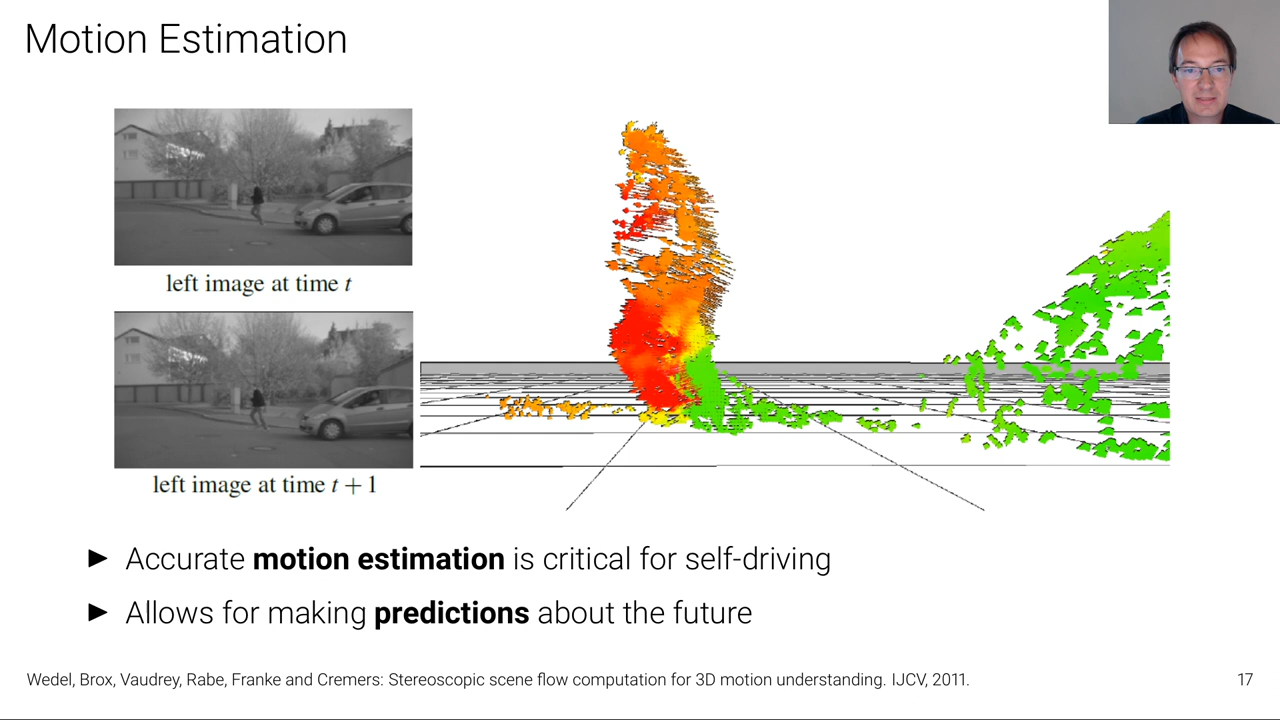 Motion Estimation
left image at time t
left image at time t + 1
► Accurate motion estimation is critical for self-driving
► Allows for making predictions about the future
Wedel, Brox, Vaudrey, Rabe, Franke and Cremers: Stereoscopic scene flow computation for 3D motion understanding. IJCV, 2011.
17